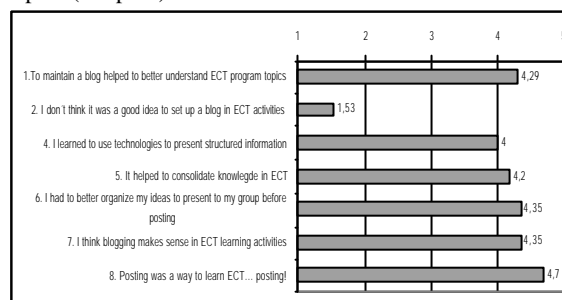 1 2 3 4
1.To maintain a blog helped to better understand ECT program topics
4,29
2. I don´t think it was a good idea to set up a blog in ECT activities
1,53
4. I learned to use technologies to present structured information
4
5. It helped to consolidate knowlegde in ECT
4,2
6. I had to better organize my ideas to present to my group before
posting
4,35
7. I think blogging makes sense in ECT learning activities
4,35
8. Posting was a way to learn ECT... posting!
4,7